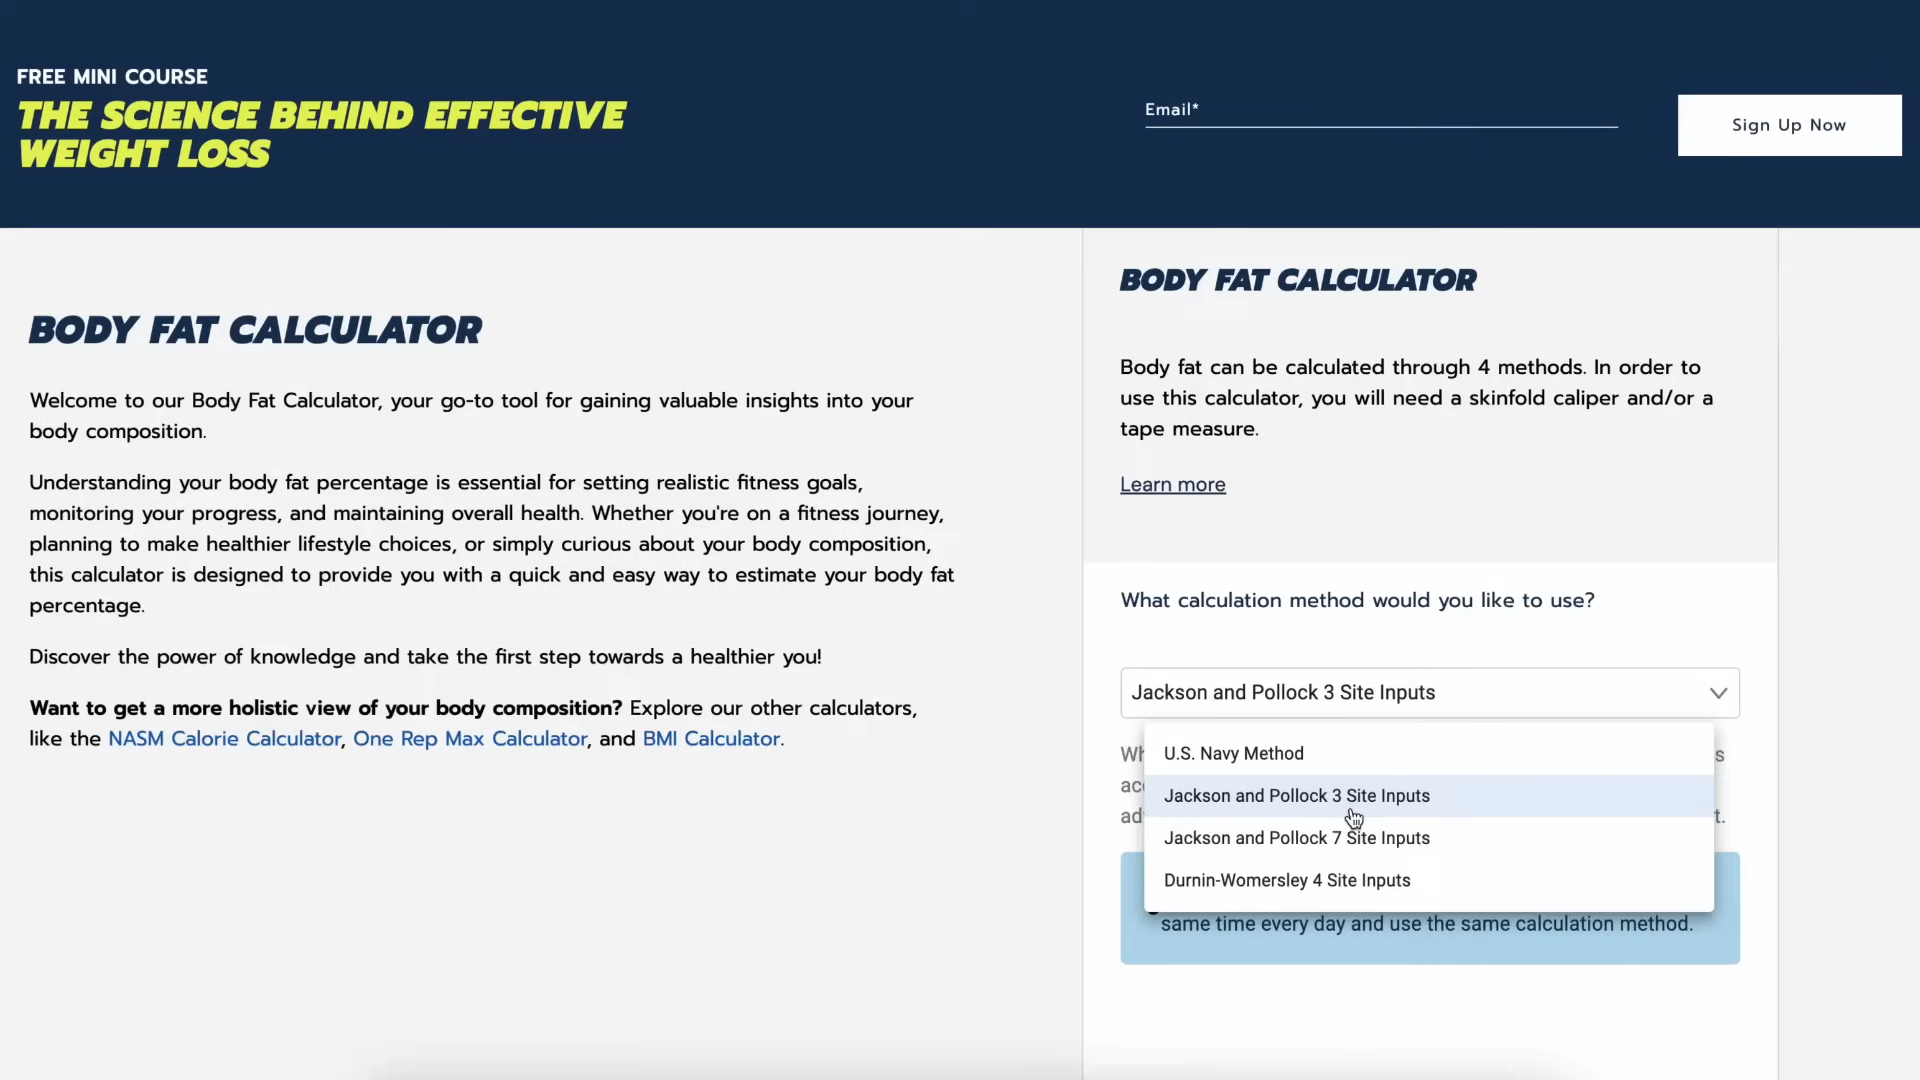 FREE MINI COURSE
THE SCIENCE BEHIND EFFECTIVE
WEIGHT LOSS
Email*
Sign Up Now
BODY FAT CALCULATOR
Welcome to our Body Fat Calculator, your go-to tool for gaining valuable insights into your
body composition.
Understanding your body fat percentage is essential for setting realistic fitness goals,
monitoring your progress, and maintaining overall health. Whether you're on a fitness journey,
planning to make healthier lifestyle choices, or simply curious about your body composition,
this calculator is designed to provide you with a quick and easy way to estimate your body fat
percentage.
Discover the power of knowledge and take the first step towards a healthier you!
Want to get a more holistic view of your body composition? Explore our other calculators,
like the NASM Calorie Calculator, One Rep Max Calculator, and BMI Calculator.
BODY FAT CALCULATOR
Body fat can be calculated through 4 methods. In order to
use this calculator, you will need a skinfold caliper and/or a
tape measure.
Learn more
What calculation method would you like to use?
Jackson and Pollock 3 Site Inputs
U.S. Navy Method
Jackson and Pollock 3 Site Inputs
Jackson and Pollock 7 Site Inputs
Durnin-Womersley 4 Site Inputs
same time every day and use the same calculation method.